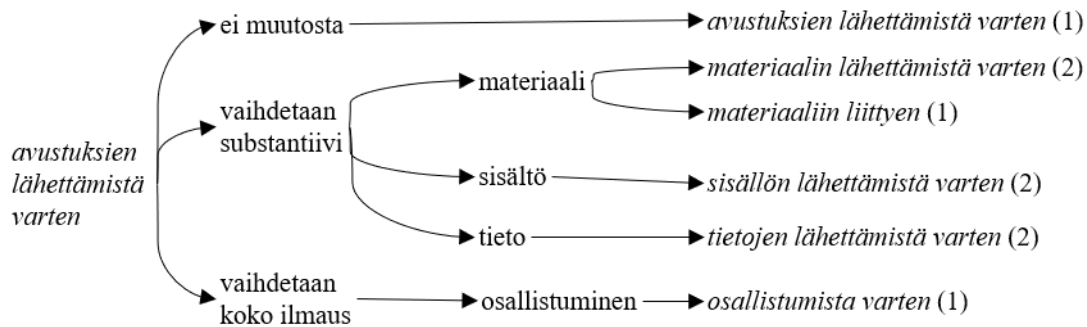 avustuksien
lähettämistä
varten
ei muutosta
avustuksien lähettämistä varten (1)
vaihdetaan
substantiivi
materiaali
materiaalin lähettämistä varten (2)
materiaaliin liittyen (1)
sisältö
sisällön lähettämistä varten (2)
tieto
tietojen lähettämistä varten (2)
vaihdetaan
koko ilmaus
osallistuminen
osallistumista varten (1)